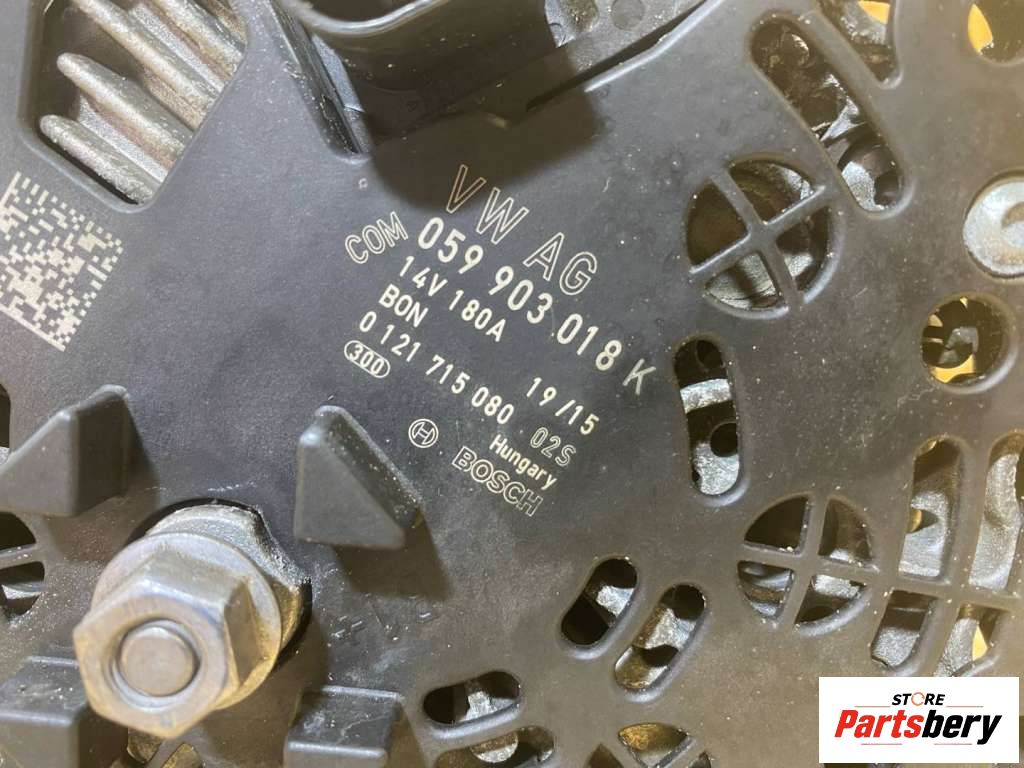 VW AG
COM 059 903 018 K
14V 180A
BON 19/15
0 121 715 080 02S
300 Hungary
BOSCH
STORE
Partsbery